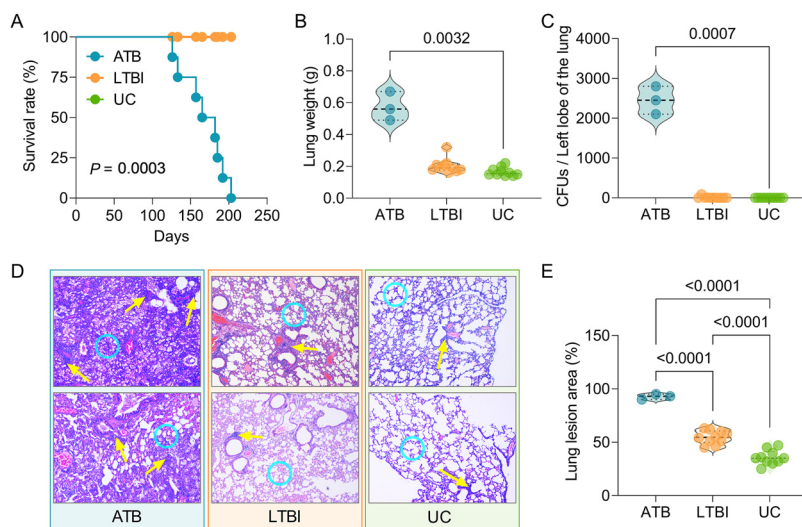 A
Survival rate (%)
100
75
50
25
0
ATB
LTBI
UC
P = 0.0003
0 50 100 150 200 250
Days
B
Lung weight (g)
1.0
0.8
0.6
0.4
0.2
0.0
0.0032
ATB LTBI UC
C
CFUs / Left lobe of the lung
4000
3000
2000
1000
0
0.0007
ATB LTBI UC
D
ATB LTBI UC
E
Lung lesion area (%)
150
100
50
0
<0.0001
<0.0001
<0.0001
ATB LTBI UC